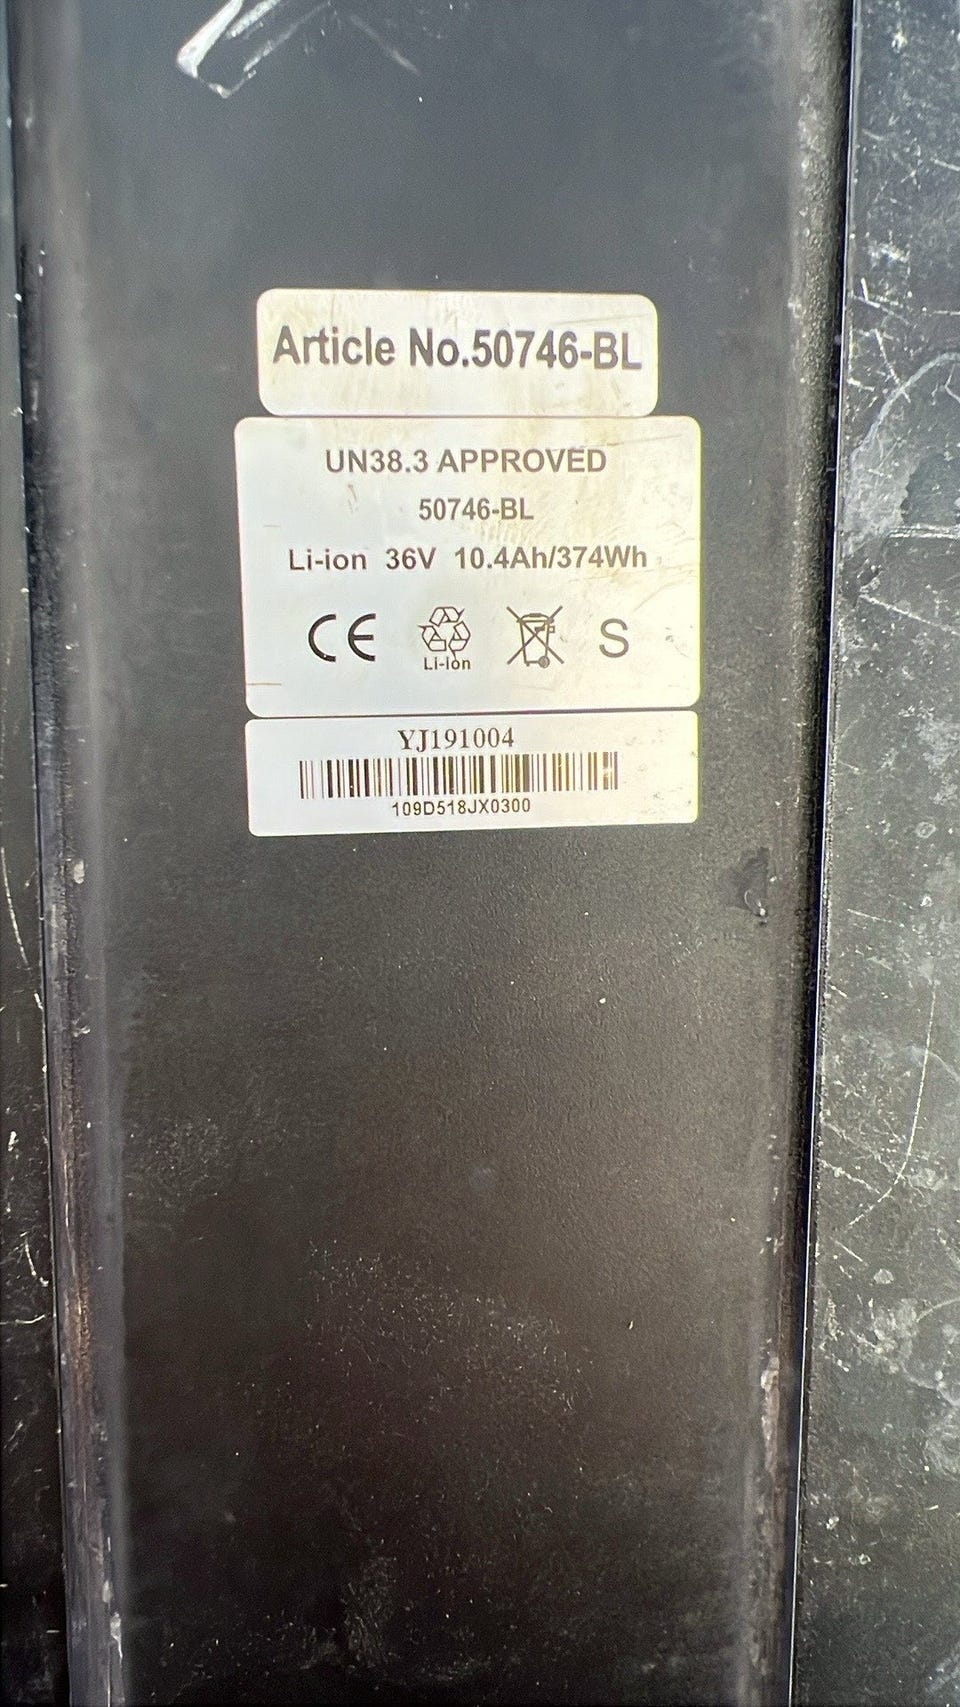 Article No.50746-BL
UN38.3 APPROVED
50746-BL
Li-ion 36V 10.4Ah/374Wh
CE Li-ion S
YJ191004
109D518JX0300